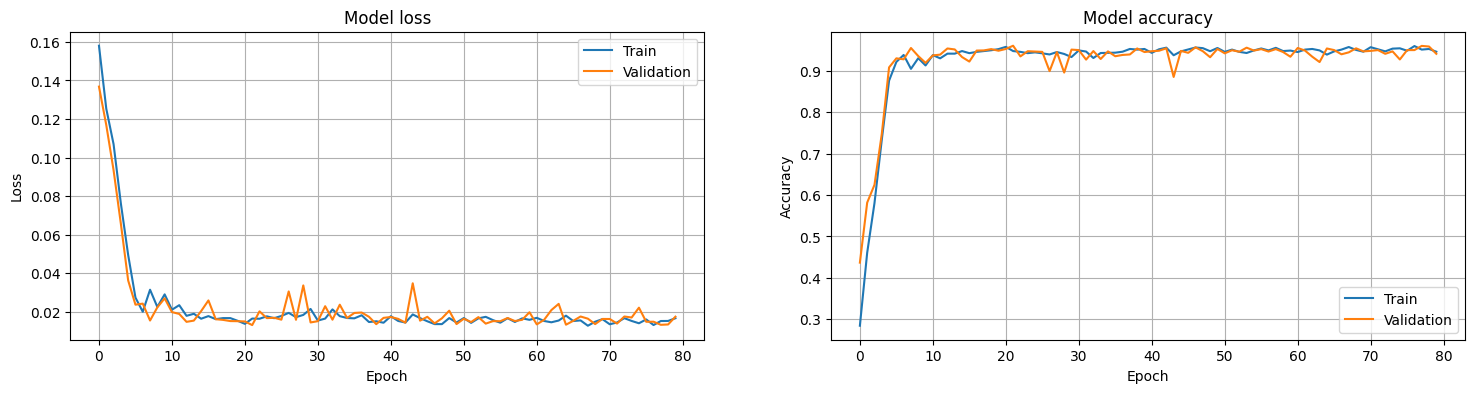 Model loss
Loss
0.16
0.14
0.12
0.10
0.08
0.06
0.04
0.02
0 10 20 30 40 50 60 70 80
Epoch
Train
Validation
Model accuracy
Accuracy
0.9
0.8
0.7
0.6
0.5
0.4
0.3
0 10 20 30 40 50 60 70 80
Epoch
Train
Validation